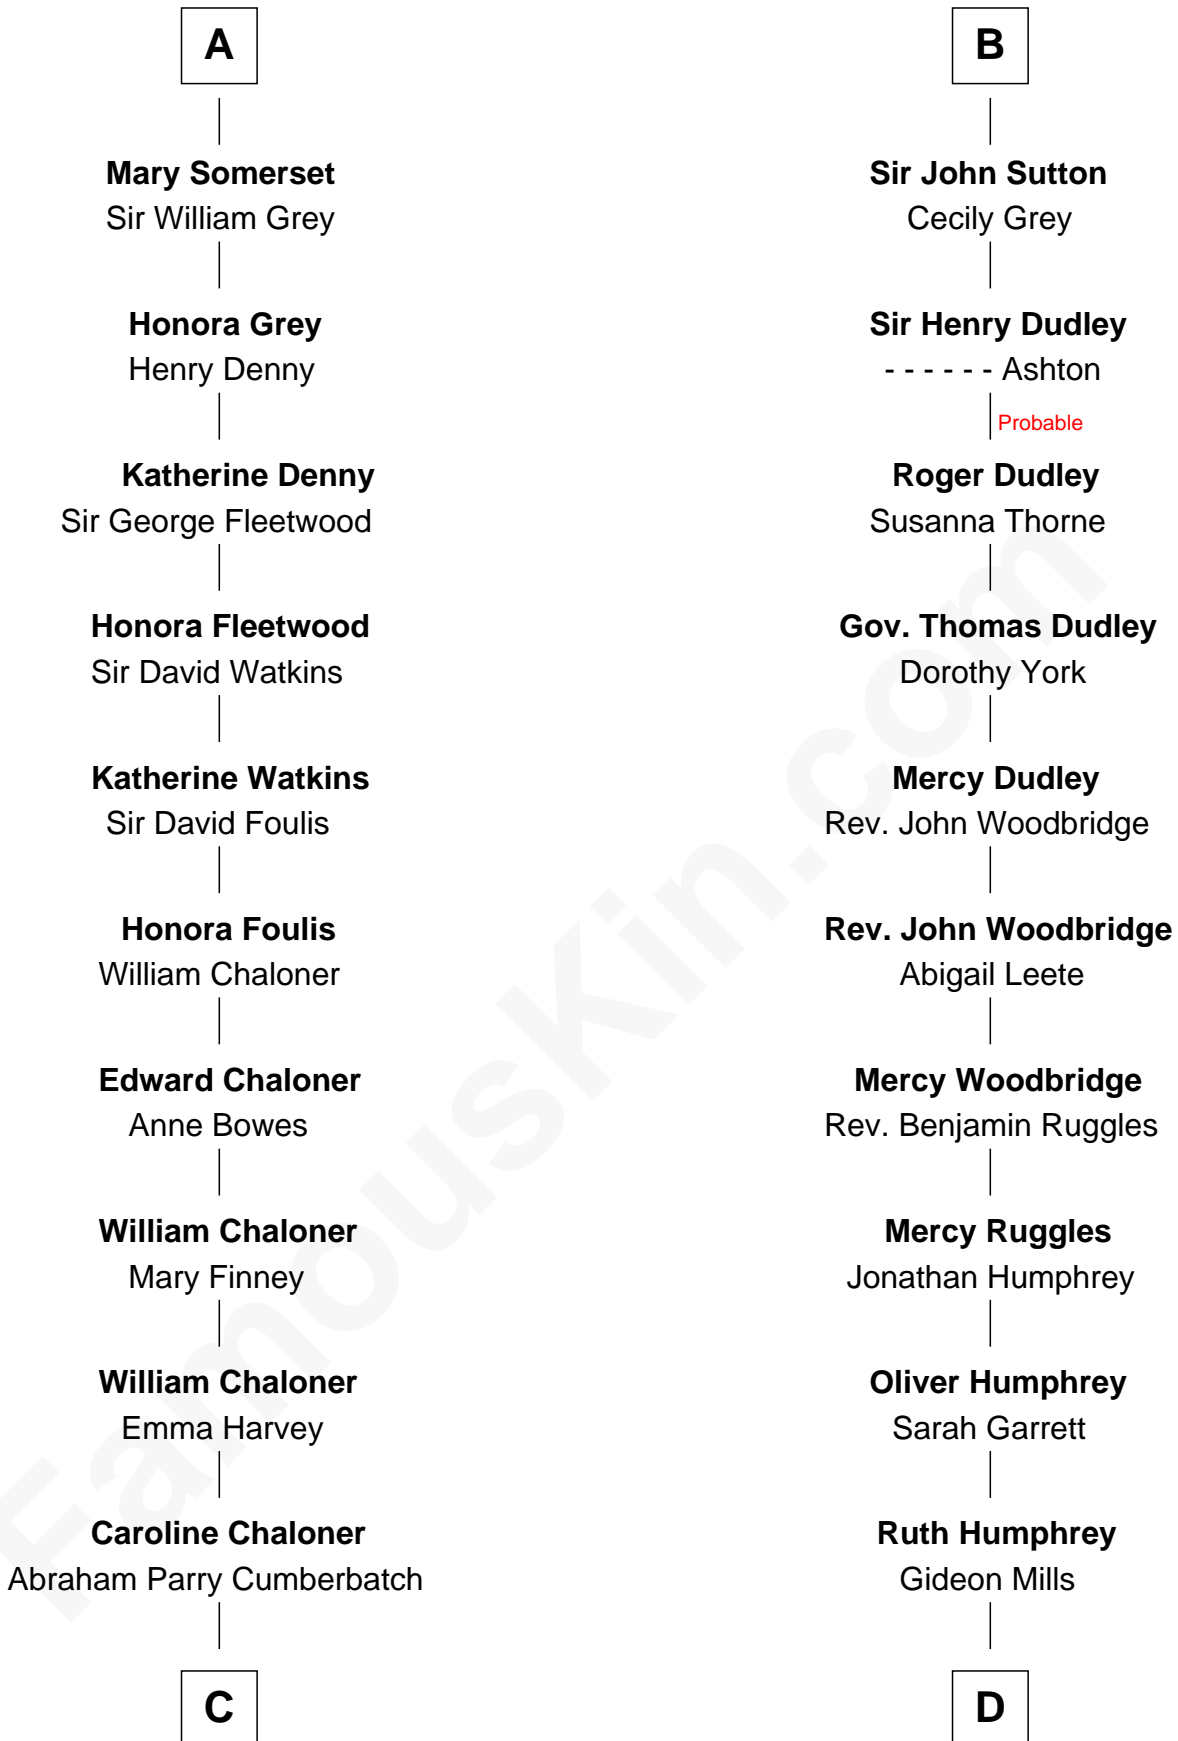 A
Mary Somerset
Sir William Grey
Honora Grey
Henry Denny
Katherine Denny
Sir George Fleetwood
Honora Fleetwood
Sir David Watkins
Katherine Watkins
Sir David Foulis
Honora Foulis
William Chaloner
Edward Chaloner
Anne Bowes
William Chaloner
Mary Finney
William Chaloner
Emma Harvey
Caroline Chaloner
Abraham Parry Cumberbatch
C
B
Sir John Sutton
Cecily Grey
Sir Henry Dudley
- - - - - - Ashton
Probable
Roger Dudley
Susanna Thorne
Gov. Thomas Dudley
Dorothy York
Mercy Dudley
Rev. John Woodbridge
Rev. John Woodbridge
Abigail Leete
Mercy Woodbridge
Rev. Benjamin Ruggles
Mercy Ruggles
Jonathan Humphrey
Oliver Humphrey
Sarah Garrett
Ruth Humphrey
Gideon Mills
D
FamousKin.com